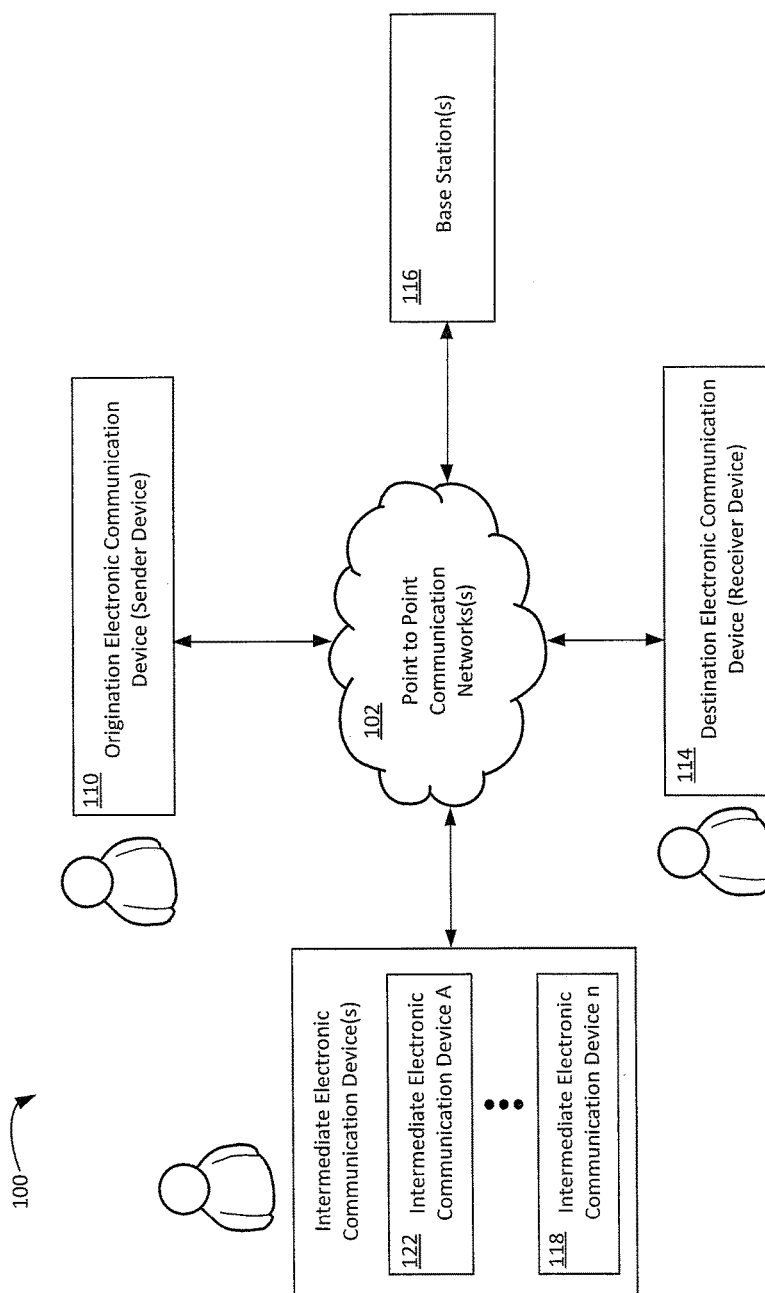 100
110
Origination Electronic Communication
Device (Sender Device)
Intermediate Electronic
Communication Device(s)
122
Intermediate Electronic
Communication Device A
118
Intermediate Electronic
Communication Device n
102
Point to Point
Communication
Networks(s)
116
Base Station(s)
114
Destination Electronic Communication
Device (Receiver Device)